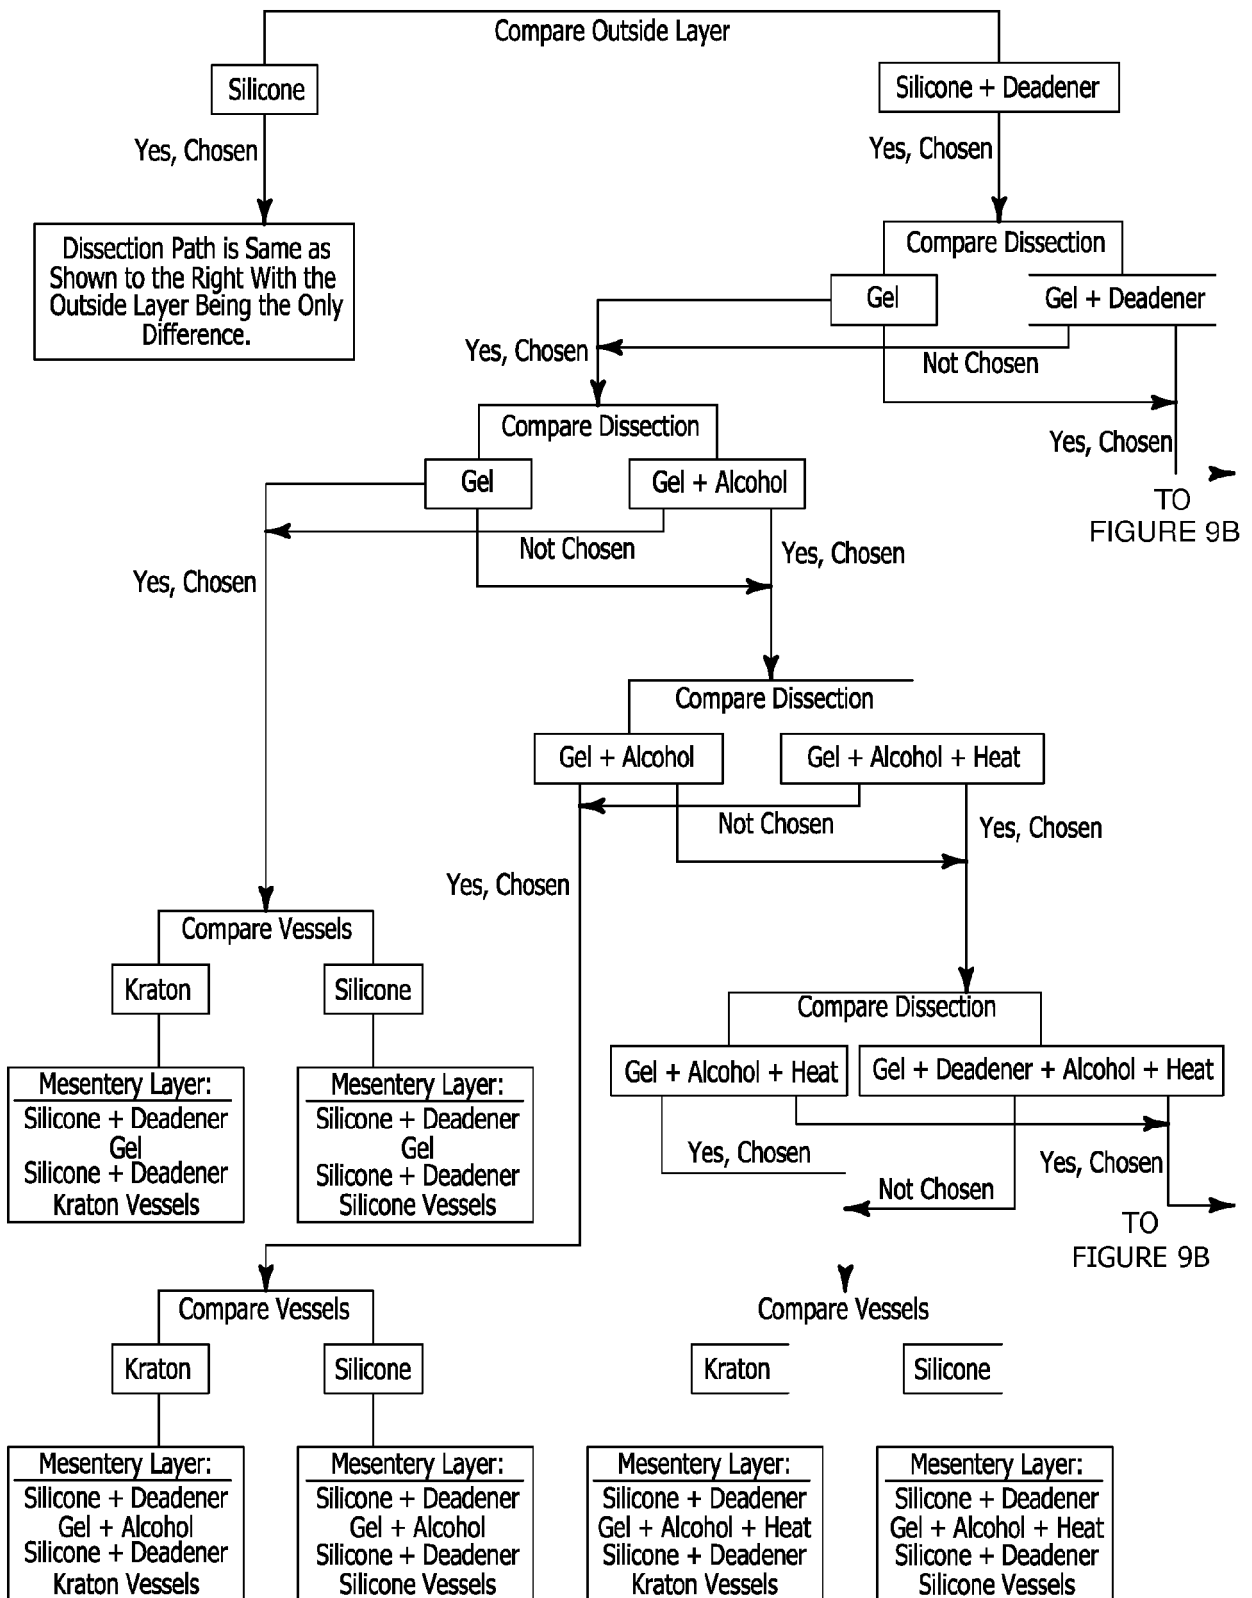 Compare Outside Layer
Silicone
Silicone + Deadener
Yes, Chosen
Yes, Chosen
Dissection Path is Same as
Shown to the Right With the
Outside Layer Being the Only
Difference.
Compare Dissection
Gel
Gel + Deadener
Yes, Chosen
Not Chosen
Yes, Chosen
TO
FIGURE 9B
Compare Dissection
Gel
Gel + Alcohol
Not Chosen
Yes, Chosen
Yes, Chosen
Compare Dissection
Gel + Alcohol
Gel + Alcohol + Heat
Not Chosen
Yes, Chosen
Yes, Chosen
Compare Vessels
Kraton
Silicone
Mesentery Layer:
Silicone + Deadener
Gel
Silicone + Deadener
Kraton Vessels
Mesentery Layer:
Silicone + Deadener
Gel
Silicone + Deadener
Silicone Vessels
Compare Dissection
Gel + Alcohol + Heat
Gel + Deadener + Alcohol + Heat
Yes, Chosen
Not Chosen
Yes, Chosen
TO
FIGURE 9B
Compare Vessels
Kraton
Silicone
Mesentery Layer:
Silicone + Deadener
Gel + Alcohol
Silicone + Deadener
Kraton Vessels
Mesentery Layer:
Silicone + Deadener
Gel + Alcohol
Silicone + Deadener
Silicone Vessels
Compare Vessels
Kraton
Silicone
Mesentery Layer:
Silicone + Deadener
Gel + Alcohol + Heat
Silicone + Deadener
Kraton Vessels
Mesentery Layer:
Silicone + Deadener
Gel + Alcohol + Heat
Silicone + Deadener
Silicone Vessels